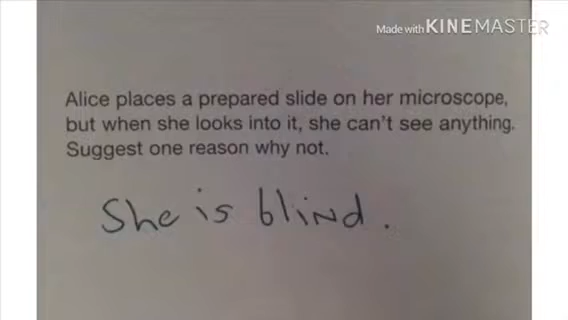 Made with KINEMASTER
Alice places a prepared slide on her microscope,
but when she looks into it, she can't see anything.
Suggest one reason why not.
She is blind.